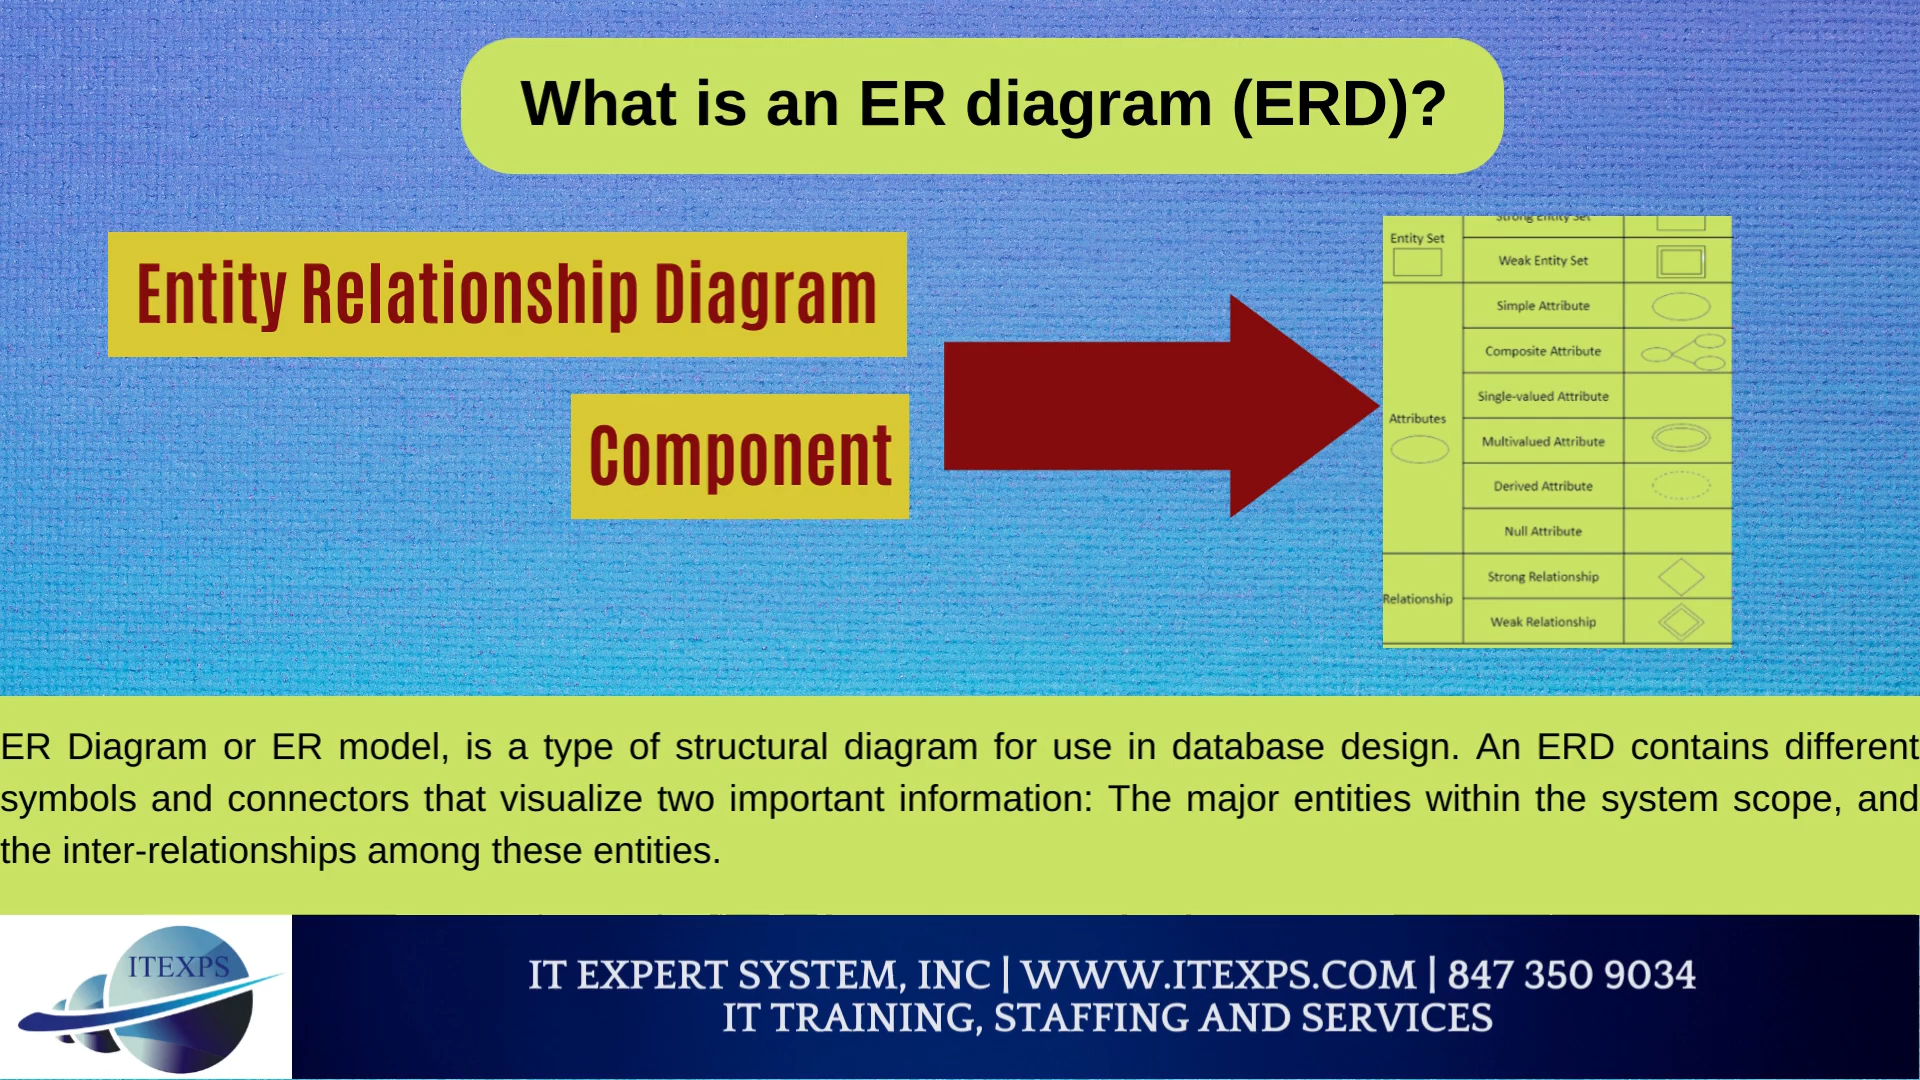 What is an ER diagram (ERD)?
Entity Relationship Diagram
Component
Strong Entity Set
Entity Set
Weak Entity Set
Simple Attribute
Composite Attribute
Single-valued Attribute
Attributes
Multivalued Attribute
Derived Attribute
Null Attribute
Strong Relationship
Relationship
Weak Relationship
ER Diagram or ER model, is a type of structural diagram for use in database design. An ERD contains different
symbols and connectors that visualize two important information: The major entities within the system scope, and
the inter-relationships among these entities.
ITEXPS
IT EXPERT SYSTEM, INC | WWW.ITEXPS.COM | 847 350 9034
IT TRAINING, STAFFING AND SERVICES